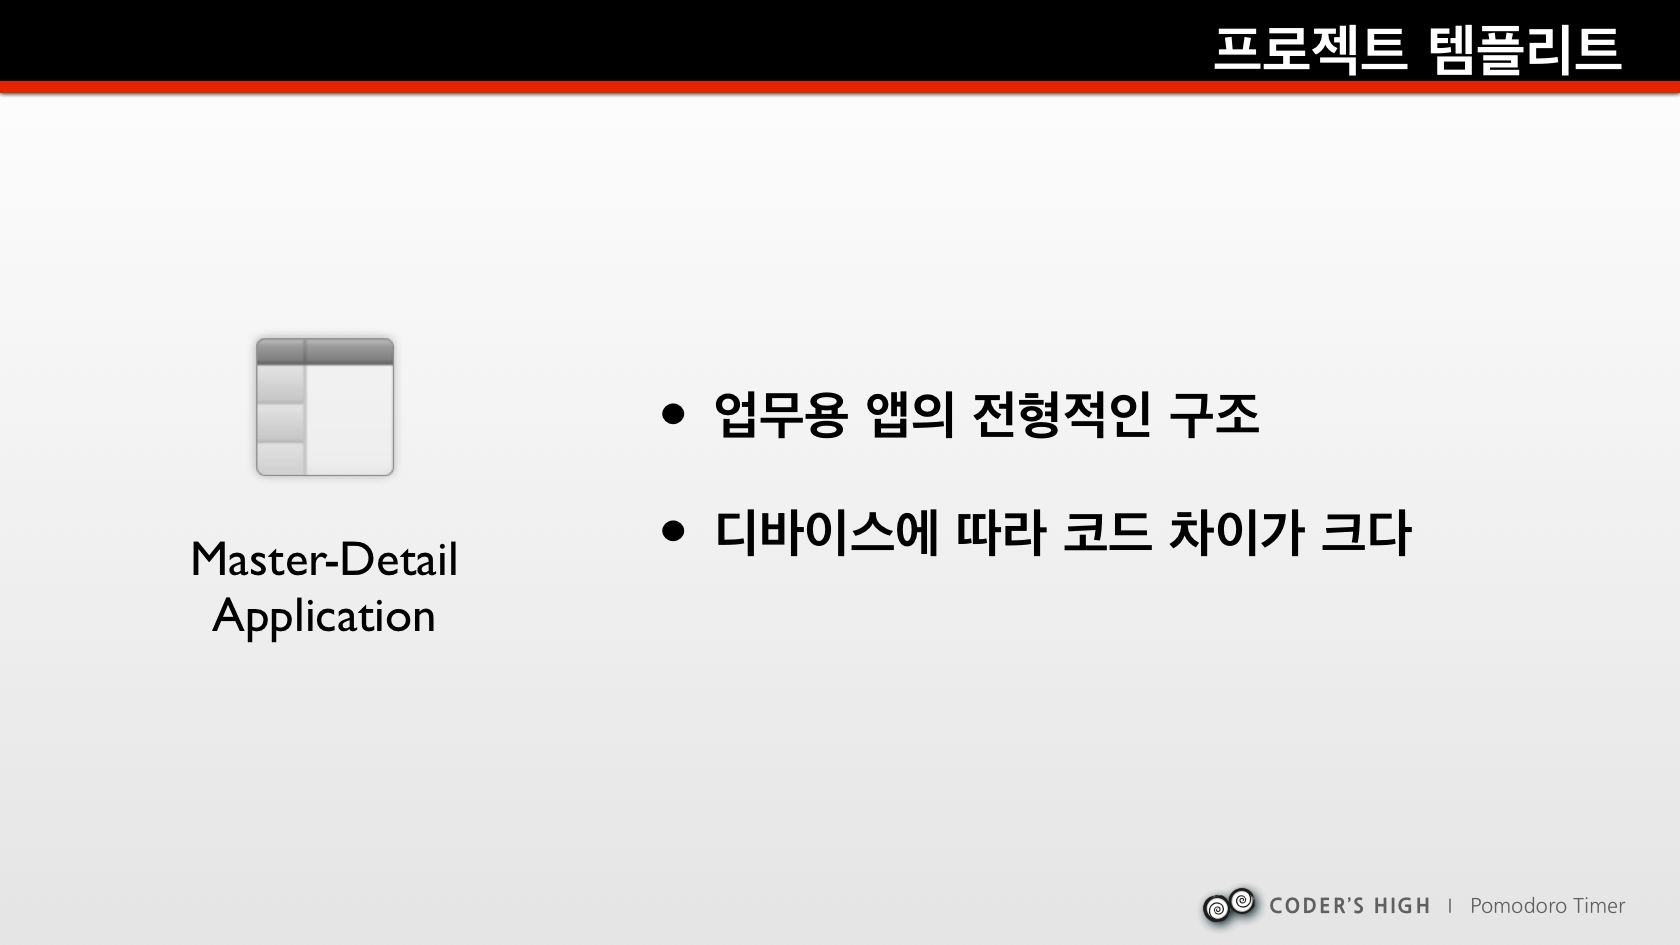 프로젝트 템플리트
Master-Detail
Application
• 업무용 앱의 전형적인 구조
• 디바이스에 따라 코드 차이가 크다
CODER'S HIGH | Pomodoro Timer